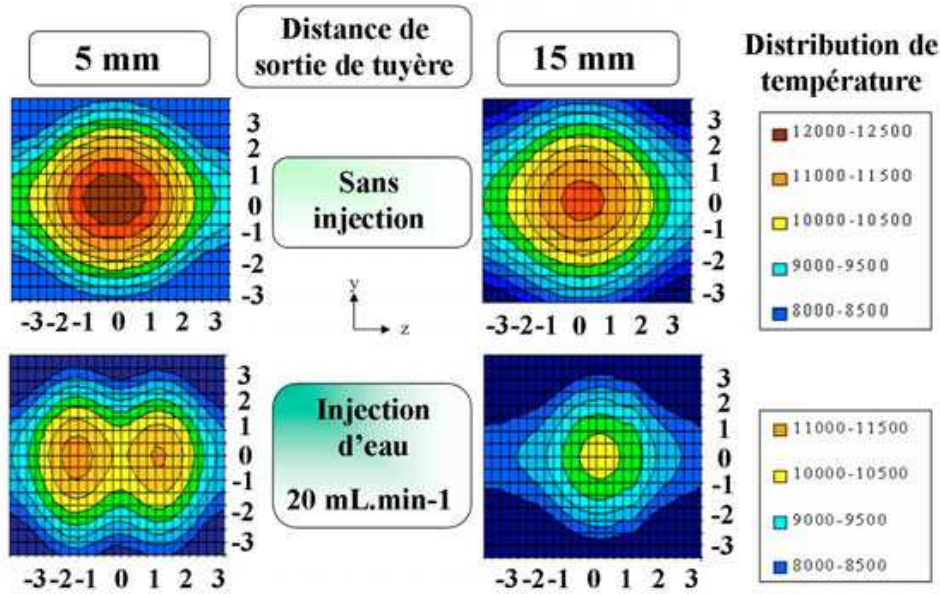 5 mm
Distance de
sortie de tuyère
15 mm
Distribution de
température
3
2
1
0
-1
-2
-3
-3-2-1 0 1 2 3
Sans
injection
y
z
3
2
1
0
-1
-2
-3
-3-2-1 0 1 2 3
12000-12500
11000-11500
10000-10500
9000-9500
8000-8500
3
2
1
0
-1
-2
-3
-3-2-1 0 1 2 3
Injection
d'eau
20 mL.min-1
3
2
1
0
-1
-2
-3
-3-2-1 0 1 2 3
11000-11500
10000-10500
9000-9500
8000-8500